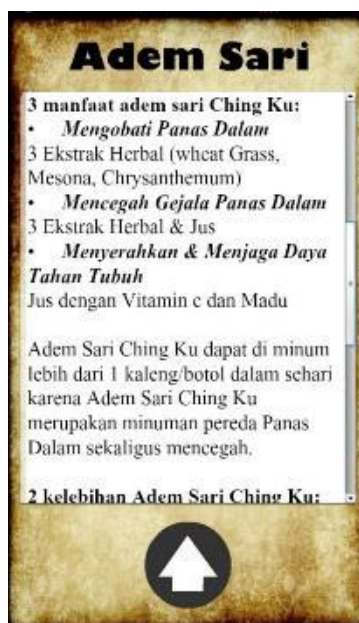 Adem Sari
3 manfaat adem sari Ching Ku:
• Mengobati Panas Dalam
3 Ekstrak Herbal (wheat Grass,
Mesona, Chrysanthemum)
• Mencegah Gejala Panas Dalam
3 Ekstrak Herbal & Jus
• Menyerahkan & Menjaga Daya
Tahan Tubuh
Jus dengan Vitamin c dan Madu
Adem Sari Ching Ku dapat di minum
lebih dari 1 kaleng/botol dalam sehari
karena Adem Sari Ching Ku
merupakan minuman pereda Panas
Dalam sekaligus mencegah.
2 kelebihan Adem Sari Ching Ku: